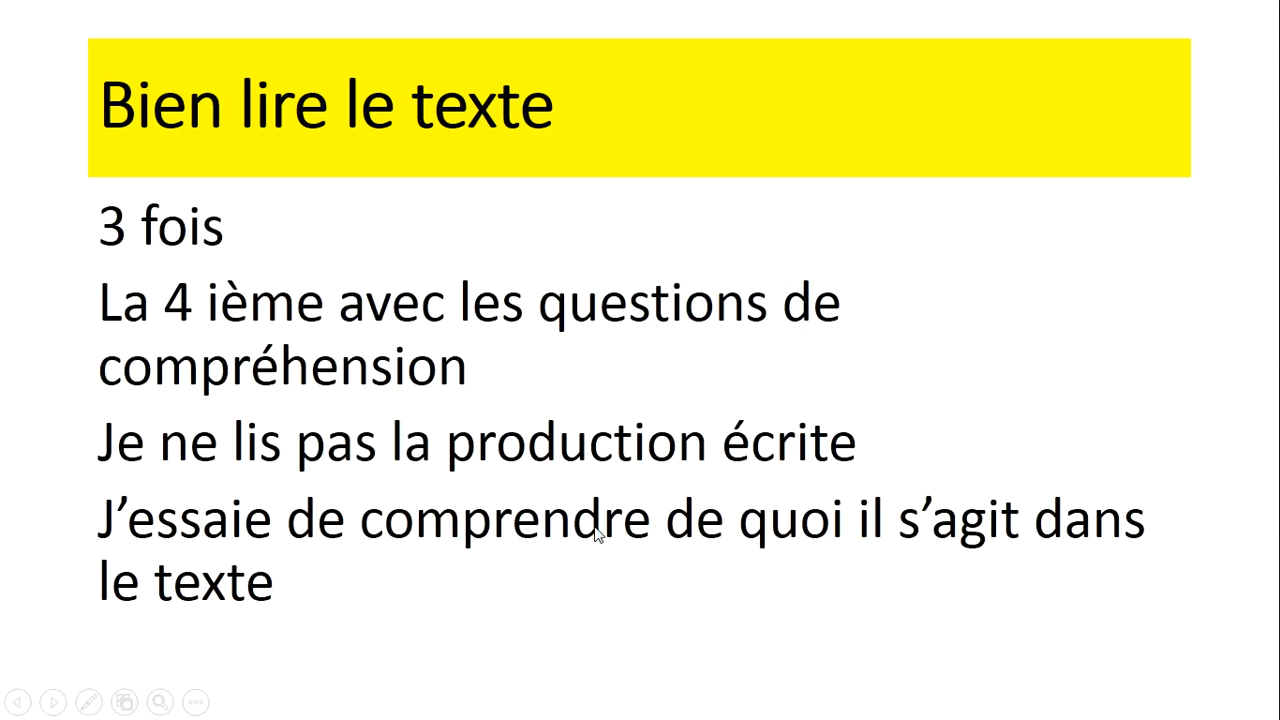 Bien lire le texte
3 fois
La 4 ième avec les questions de
compréhension
Je ne lis pas la production écrite
J’essaie de comprendre de quoi il s’agit dans
le texte